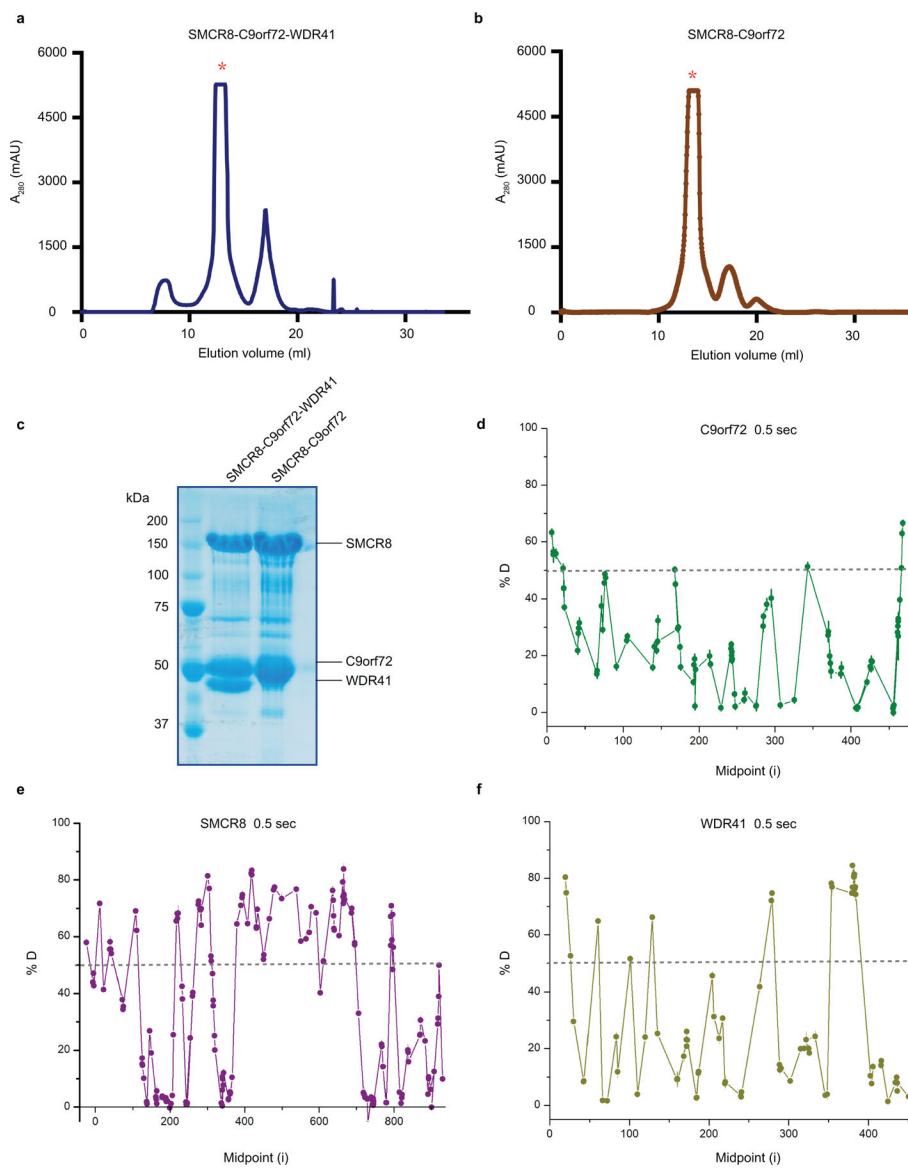 a
SMCR8-C9orf72-WDR41
6000
*
4500
3000
1500
0
A280 (mAU)
0 10 20 30
Elution volume (ml)
b
SMCR8-C9orf72
6000
*
4500
3000
1500
0
A280 (mAU)
0 10 20 30
Elution volume (ml)
c
SMCR8-C9orf72-WDR41
SMCR8-C9orf72
kDa
200
150
100
75
50
37
SMCR8
C9orf72
WDR41
d
C9orf72 0.5 sec
100
80
60
40
20
0
% D
0 100 200 300 400
Midpoint (i)
e
SMCR8 0.5 sec
100
80
60
40
20
0
% D
0 200 400 600 800
Midpoint (i)
f
WDR41 0.5 sec
100
80
60
40
20
0
% D
0 100 200 300 400
Midpoint (i)